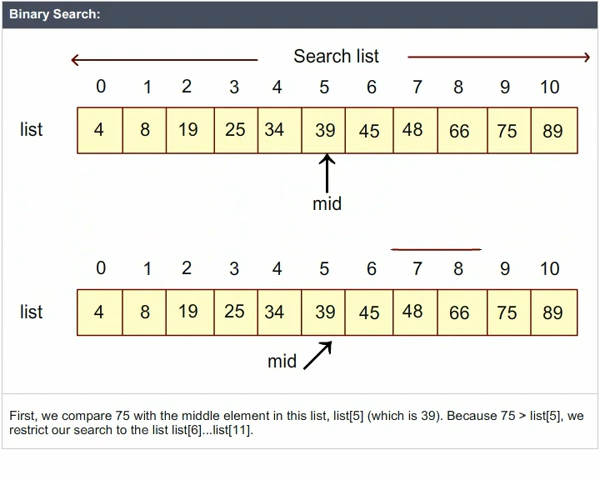 Binary Search:
Search list
0 1 2 3 4 5 6 7 8 9 10
list 4 8 19 25 34 39 45 48 66 75 89
mid
0 1 2 3 4 5 6 7 8 9 10
list 4 8 19 25 34 39 45 48 66 75 89
mid
First, we compare 75 with the middle element in this list, list[5] (which is 39). Because 75 > list[5], we
restrict our search to the list list[6]...list[11].